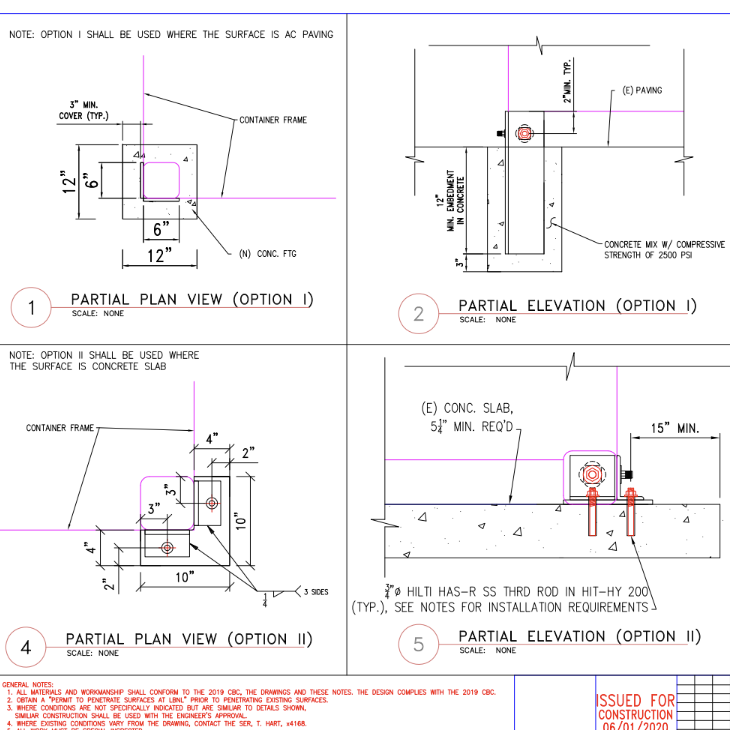 NOTE: OPTION I SHALL BE USED WHERE THE SURFACE IS AC PAVING
3" MIN.
COVER (TYP.)
CONTAINER FRAME
12"
6"
6"
12"
(N) CONC. FTG
1
PARTIAL PLAN VIEW (OPTION I)
SCALE: NONE
2"MIN. TYP.
(E) PAVING
12"
MIN. EMBEDMENT
IN CONCRETE
3"
CONCRETE MIX W/ COMPRESSIVE
STRENGTH OF 2500 PSI
2
PARTIAL ELEVATION (OPTION I)
SCALE: NONE
NOTE: OPTION II SHALL BE USED WHERE
THE SURFACE IS CONCRETE SLAB
CONTAINER FRAME
4"
2"
3"
3"
10"
4"
2"
10"
1/4
3 SIDES
4
PARTIAL PLAN VIEW (OPTION II)
SCALE: NONE
(E) CONC. SLAB,
5 1/4" MIN. REQ'D
15" MIN.
3/4"Ø HILTI HAS-R SS THRD ROD IN HIT-HY 200
(TYP.), SEE NOTES FOR INSTALLATION REQUIREMENTS
5
PARTIAL ELEVATION (OPTION II)
SCALE: NONE
GENERAL NOTES:
1. ALL MATERIALS AND WORKMANSHIP SHALL CONFORM TO THE 2019 CBC, THE DRAWINGS AND THESE NOTES. THE DESIGN COMPLIES WITH THE 2019 CBC.
2. OBTAIN A "PERMIT TO PENETRATE SURFACES AT LBNL" PRIOR TO PENETRATING EXISTING SURFACES.
3. WHERE CONDITIONS ARE NOT SPECIFICALLY INDICATED BUT ARE SIMILIAR TO DETAILS SHOWN,
SIMILIAR CONSTRUCTION SHALL BE USED WITH THE ENGINEER'S APPROVAL.
4. WHERE EXISTING CONDITIONS VARY FROM THE DRAWING, CONTACT THE SER, T. HART, x4168.
ISSUED FOR
CONSTRUCTION
06/01/2020